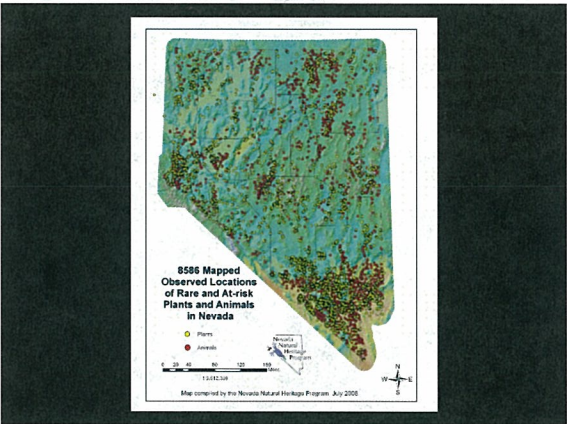 8586 Mapped
Observed Locations
of Rare and At-risk
Plants and Animals
in Nevada
Plants
Animals
Nevada
Natural
Heritage
Program
0 20 40 80 120 160
Miles
N
W E
S
Map compiled by the Nevada Natural Heritage Program July 2008